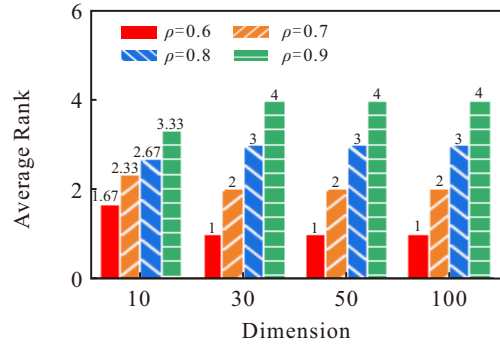 6
ρ=0.6 ρ=0.7
ρ=0.8 ρ=0.9
4
2
0
Average Rank
1.67 2.33 2.67 3.33
1 2 3 4
1 2 3 4
1 2 3 4
10 30 50 100
Dimension